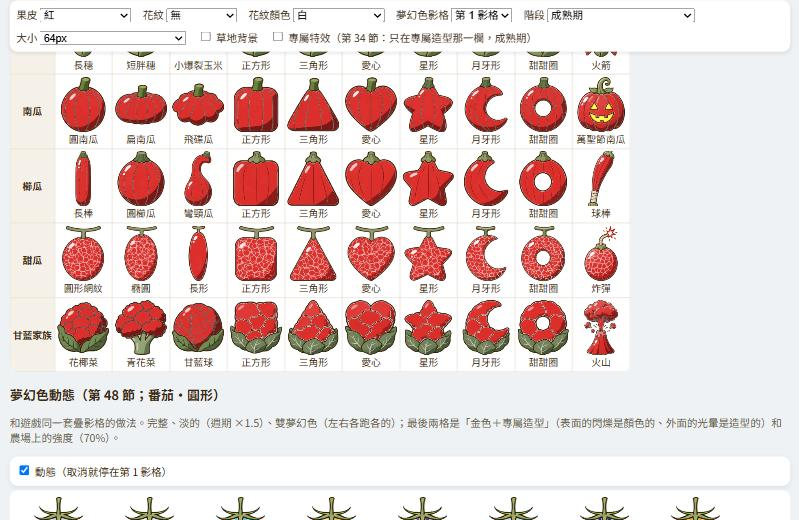 果皮 紅 花紋 無 花紋顏色 白 夢幻色影格 第 1 影格 階段 成熟期
大小 64px 草地背景 專屬特效（第 34 節：只在專屬造型那一欄，成熟期）
長穗 短胖穗 小爆裂玉米 正方形 三角形 愛心 星形 月牙形 甜甜圈 火箭
南瓜
圓南瓜 扁南瓜 飛碟瓜 正方形 三角形 愛心 星形 月牙形 甜甜圈 萬聖節南瓜
櫛瓜
長棒 圓櫛瓜 彎頸瓜 正方形 三角形 愛心 星形 月牙形 甜甜圈 球棒
甜瓜
圓形網紋 橢圓 長形 正方形 三角形 愛心 星形 月牙形 甜甜圈 炸彈
甘藍家族
花椰菜 青花菜 甘藍球 正方形 三角形 愛心 星形 月牙形 甜甜圈 火山
夢幻色動態（第 48 節；番茄・圓形）
和遊戲同一套疊影格的做法。完整、淡的（週期 ×1.5）、雙夢幻色（左右各跑各的）；最後兩格是「金色＋專屬造型」（表面的閃爍是顏色的、外面的光暈是造型的）和
農場上的強度（70%）。
動態（取消就停在第 1 影格）